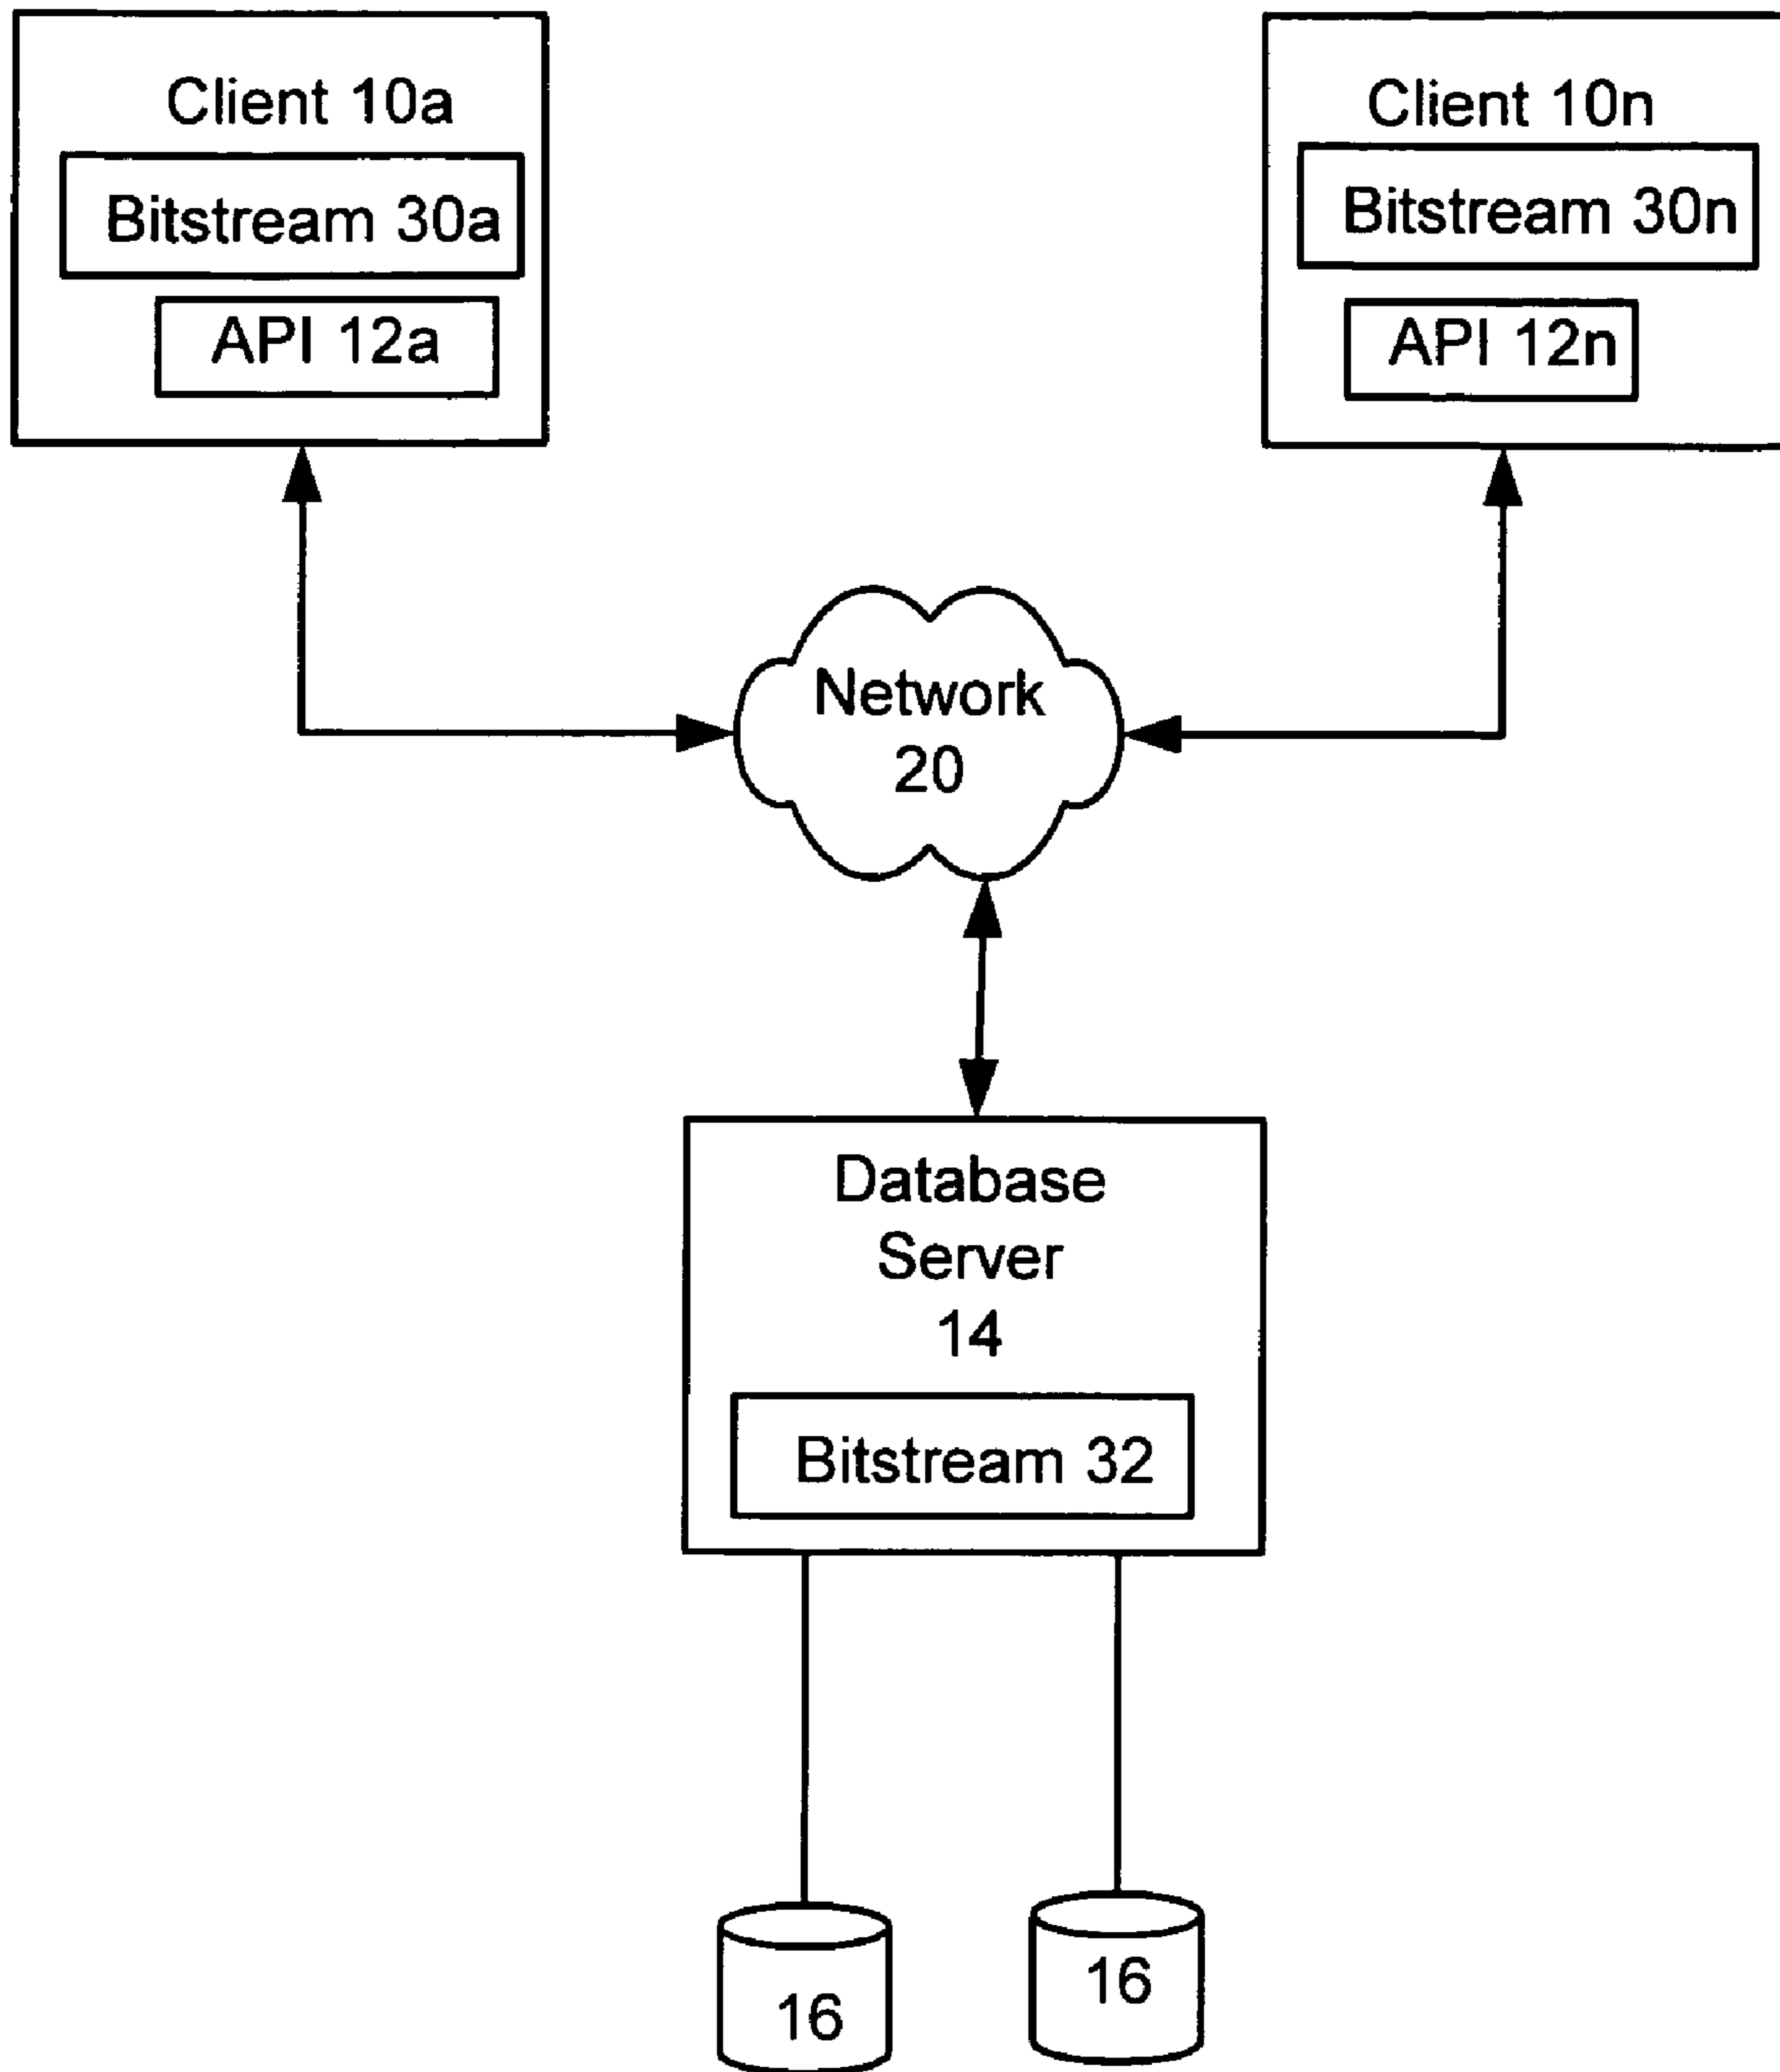 Client 10a
Bitstream 30a
API 12a
Client 10n
Bitstream 30n
API 12n
Network
20
Database
Server
14
Bitstream 32
16
16